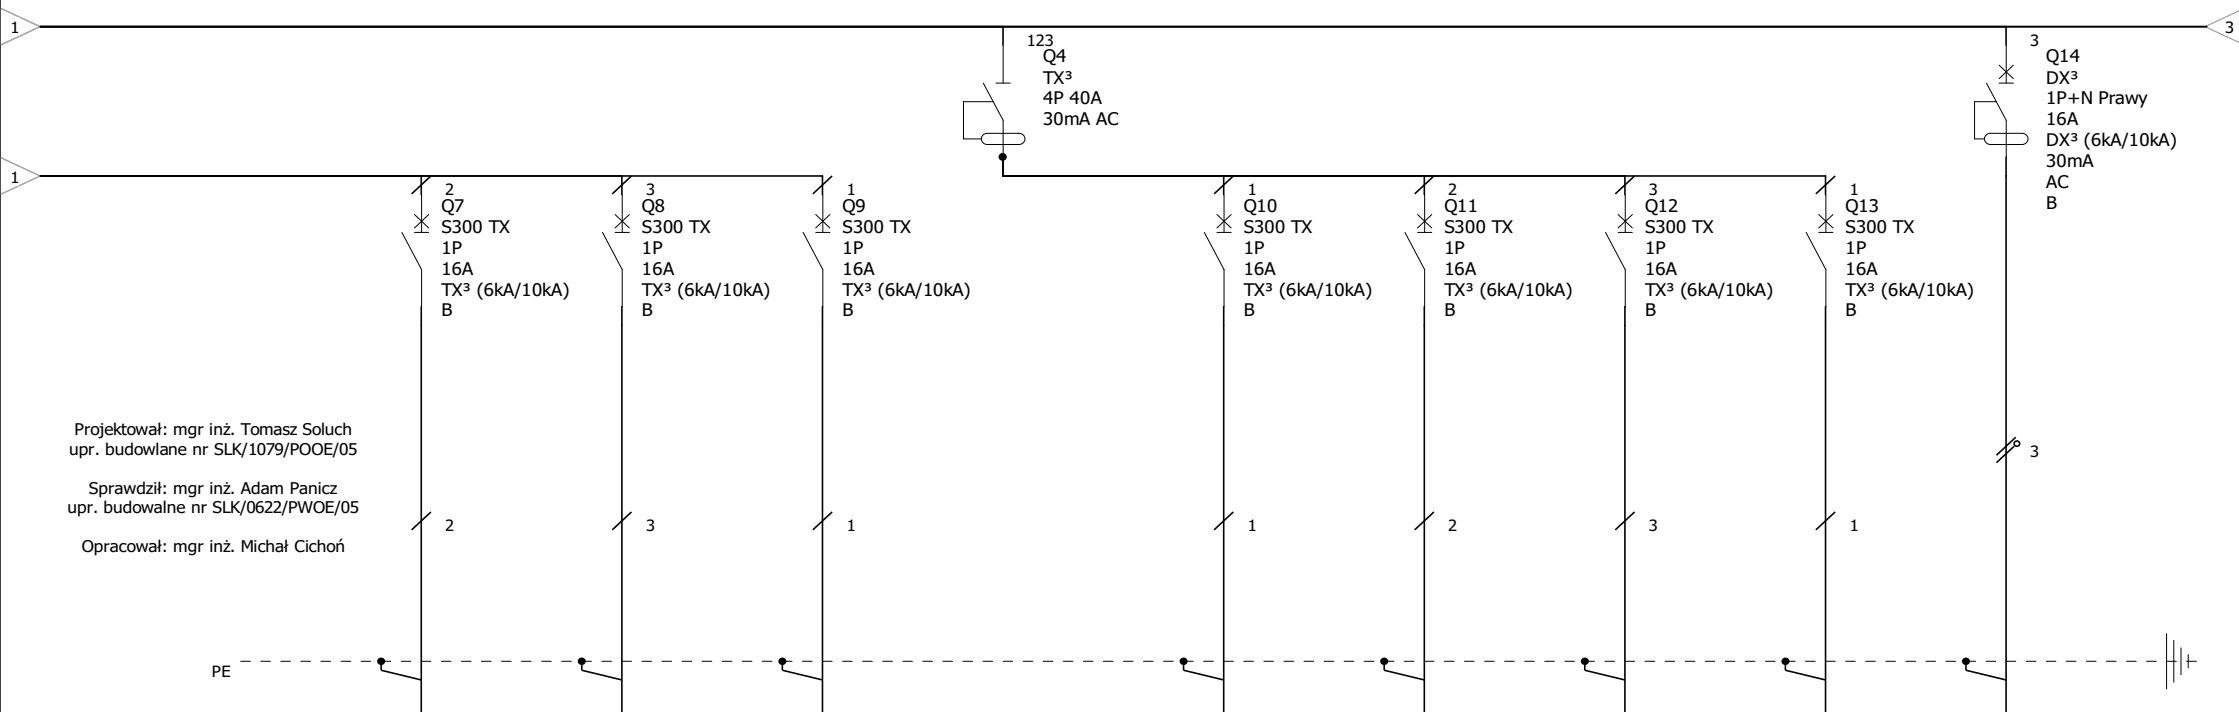 1
3
123
Q4
TX³
4P 40A
30mA AC
3
Q14
DX³
1P+N Prawy
16A
DX³ (6kA/10kA)
30mA
AC
B
1
2
Q7
S300 TX
1P
16A
TX³ (6kA/10kA)
B
3
Q8
S300 TX
1P
16A
TX³ (6kA/10kA)
B
1
Q9
S300 TX
1P
16A
TX³ (6kA/10kA)
B
1
Q10
S300 TX
1P
16A
TX³ (6kA/10kA)
B
2
Q11
S300 TX
1P
16A
TX³ (6kA/10kA)
B
3
Q12
S300 TX
1P
16A
TX³ (6kA/10kA)
B
1
Q13
S300 TX
1P
16A
TX³ (6kA/10kA)
B
Projektował: mgr inż. Tomasz Soluch
upr. budowlane nr SLK/1079/POOE/05
Sprawdził: mgr inż. Adam Panicz
upr. budowalne nr SLK/0622/PWOE/05
Opracował: mgr inż. Michał Cichoń
3
2
3
1
1
2
3
1
PE